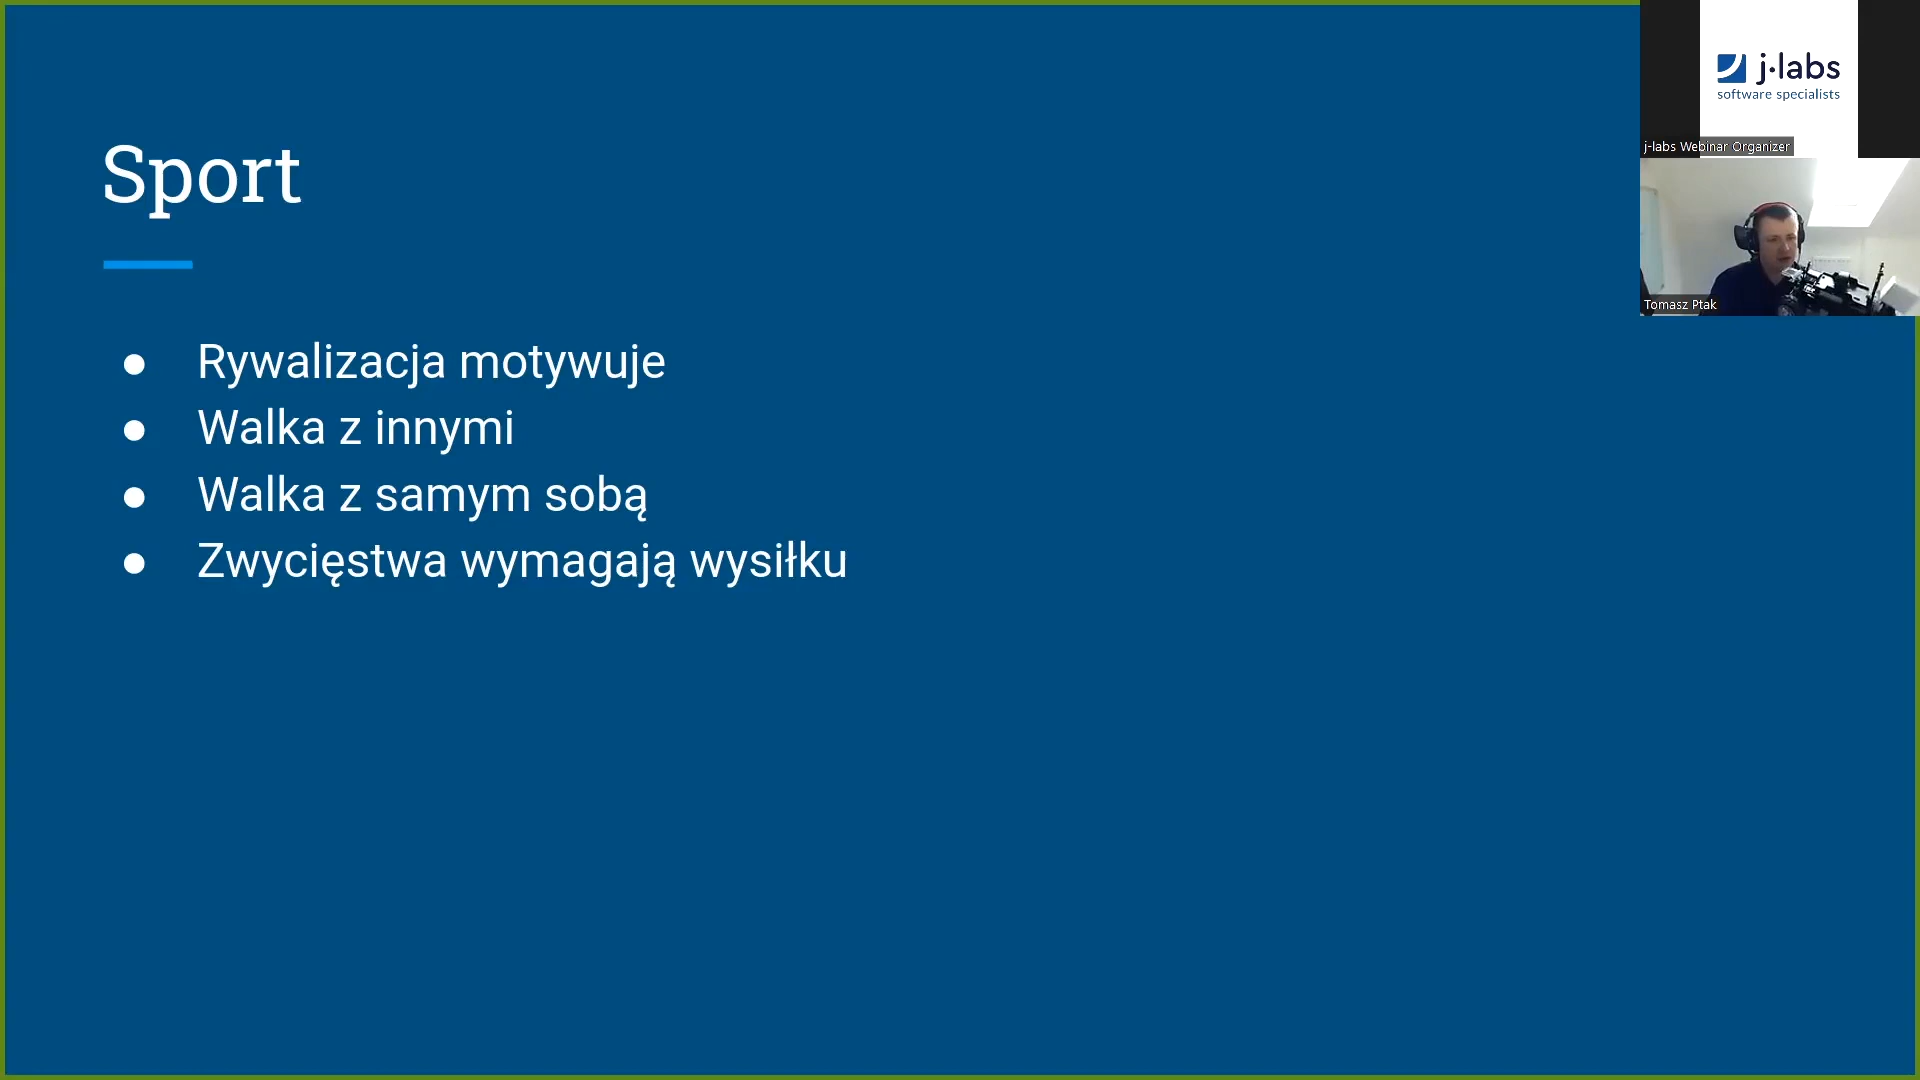 Sport
● Rywalizacja motywuje
● Walka z innymi
● Walka z samym sobą
● Zwycięstwa wymagają wysiłku
j·labs
software specialists
j-labs Webinar Organizer
Tomasz Ptak